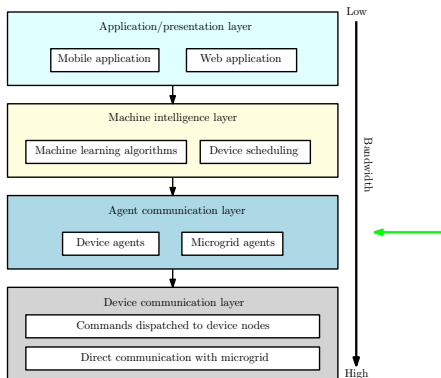 Application/presentation layer
Low
Mobile application
Web application
Machine intelligence layer
Machine learning algorithms
Device scheduling
Bandwidth
Agent communication layer
Device agents
Microgrid agents
Device communication layer
Commands dispatched to device nodes
Direct communication with microgrid
High